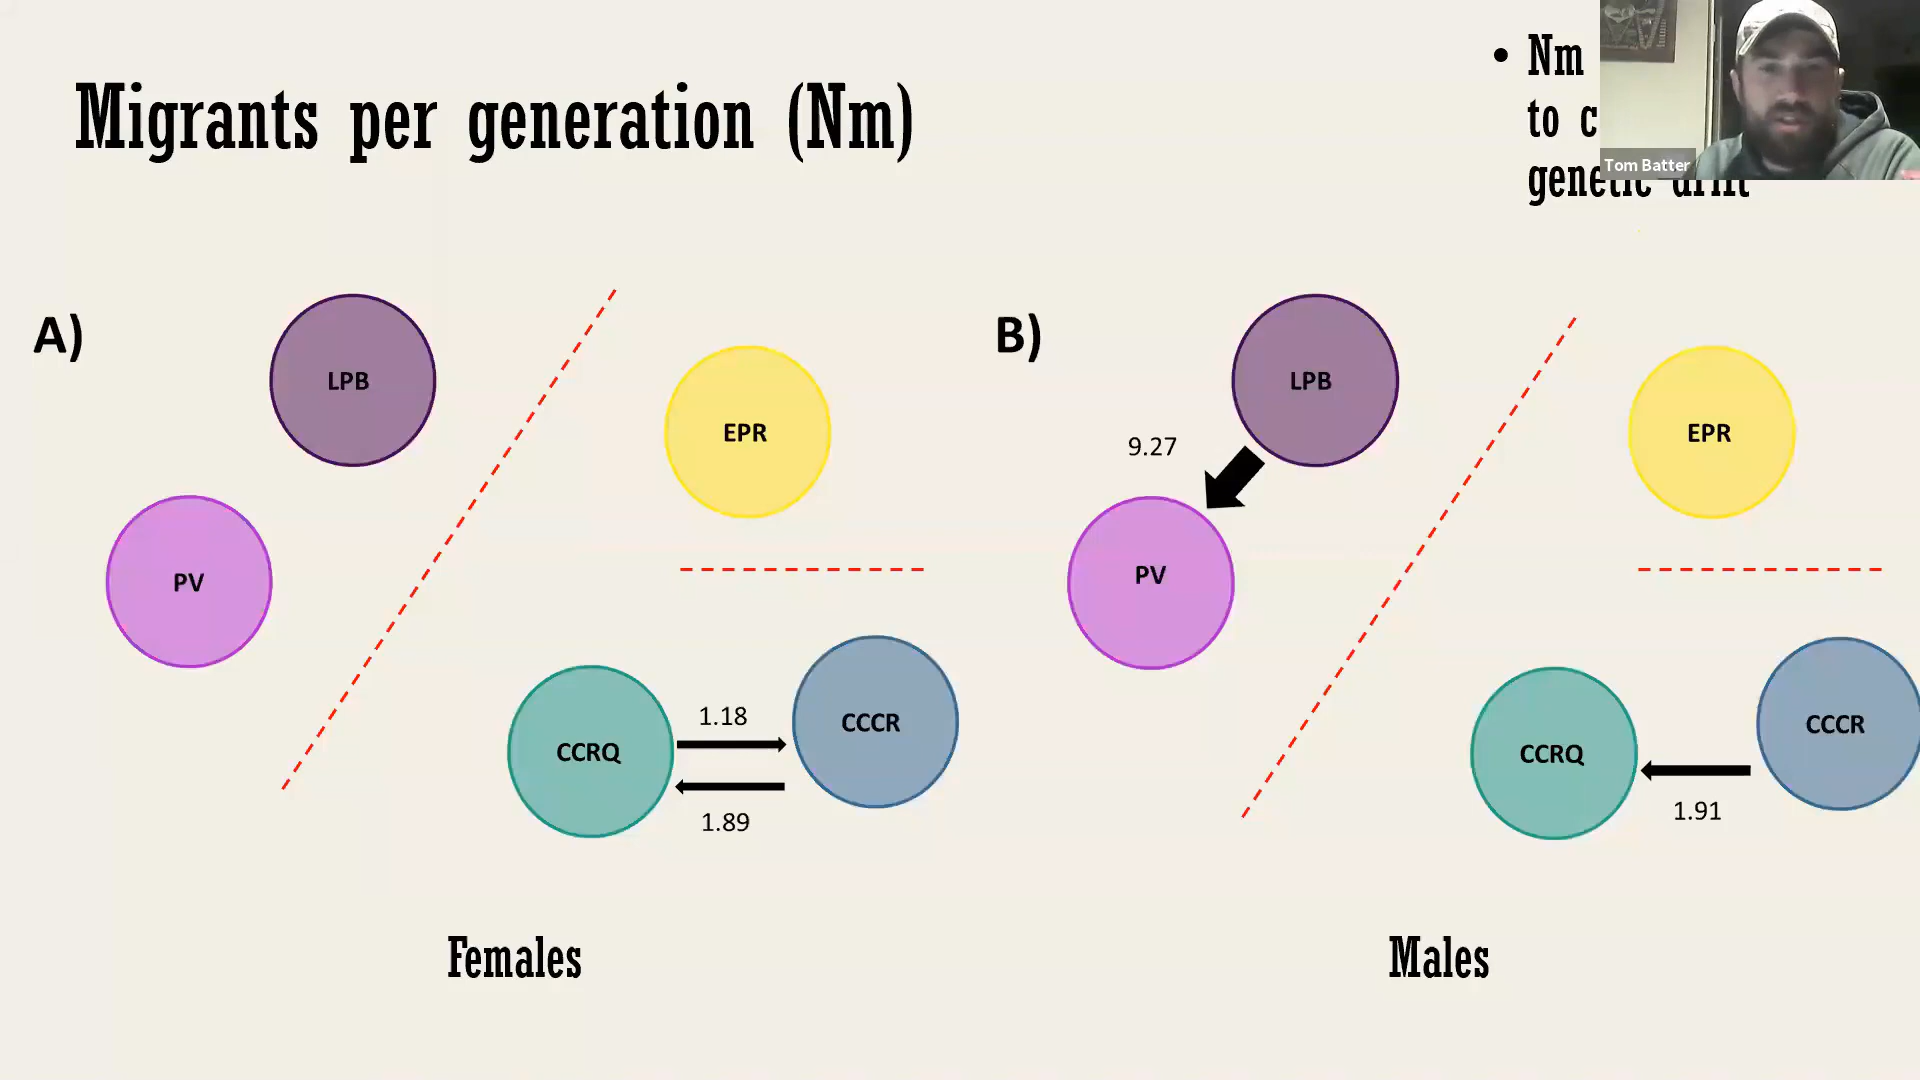 Migrants per generation (Nm)
• Nm
to c
genetic drift
Tom Batter
A)
LPB
EPR
PV
1.18
CCRQ
CCCR
1.89
Females
B)
LPB
EPR
9.27
PV
CCRQ
CCCR
1.91
Males